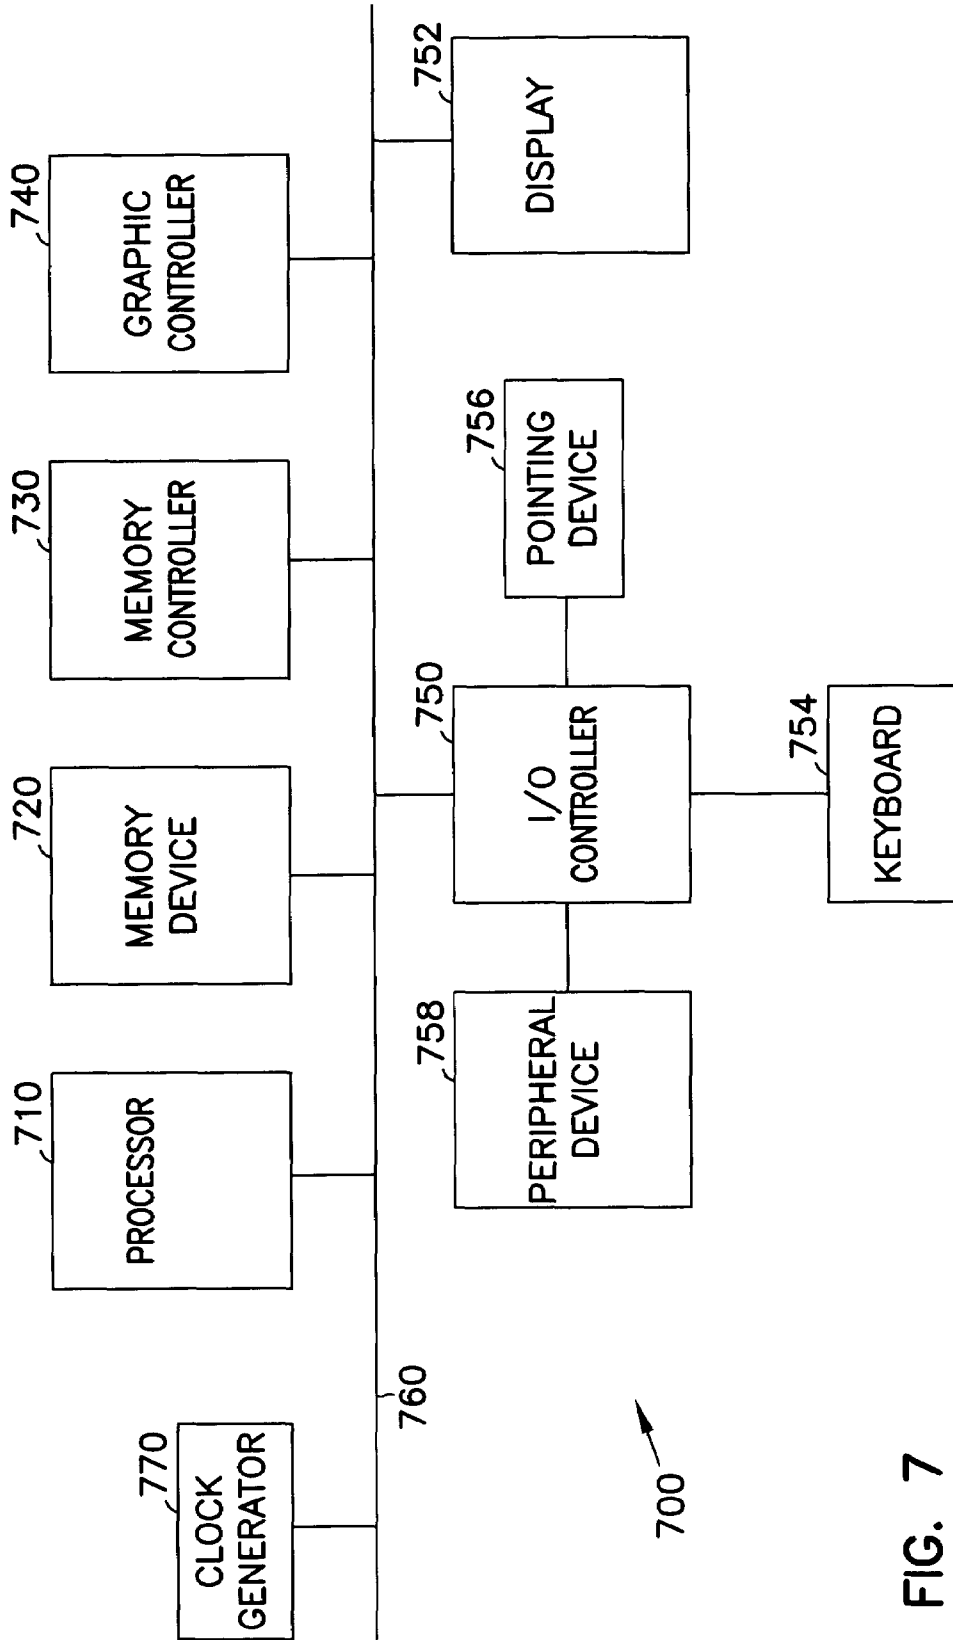 770
CLOCK
GENERATOR
710
PROCESSOR
720
MEMORY
DEVICE
730
MEMORY
CONTROLLER
740
GRAPHIC
CONTROLLER
760
758
PERIPHERAL
DEVICE
750
I/O
CONTROLLER
756
POINTING
DEVICE
752
DISPLAY
754
KEYBOARD
700
FIG. 7